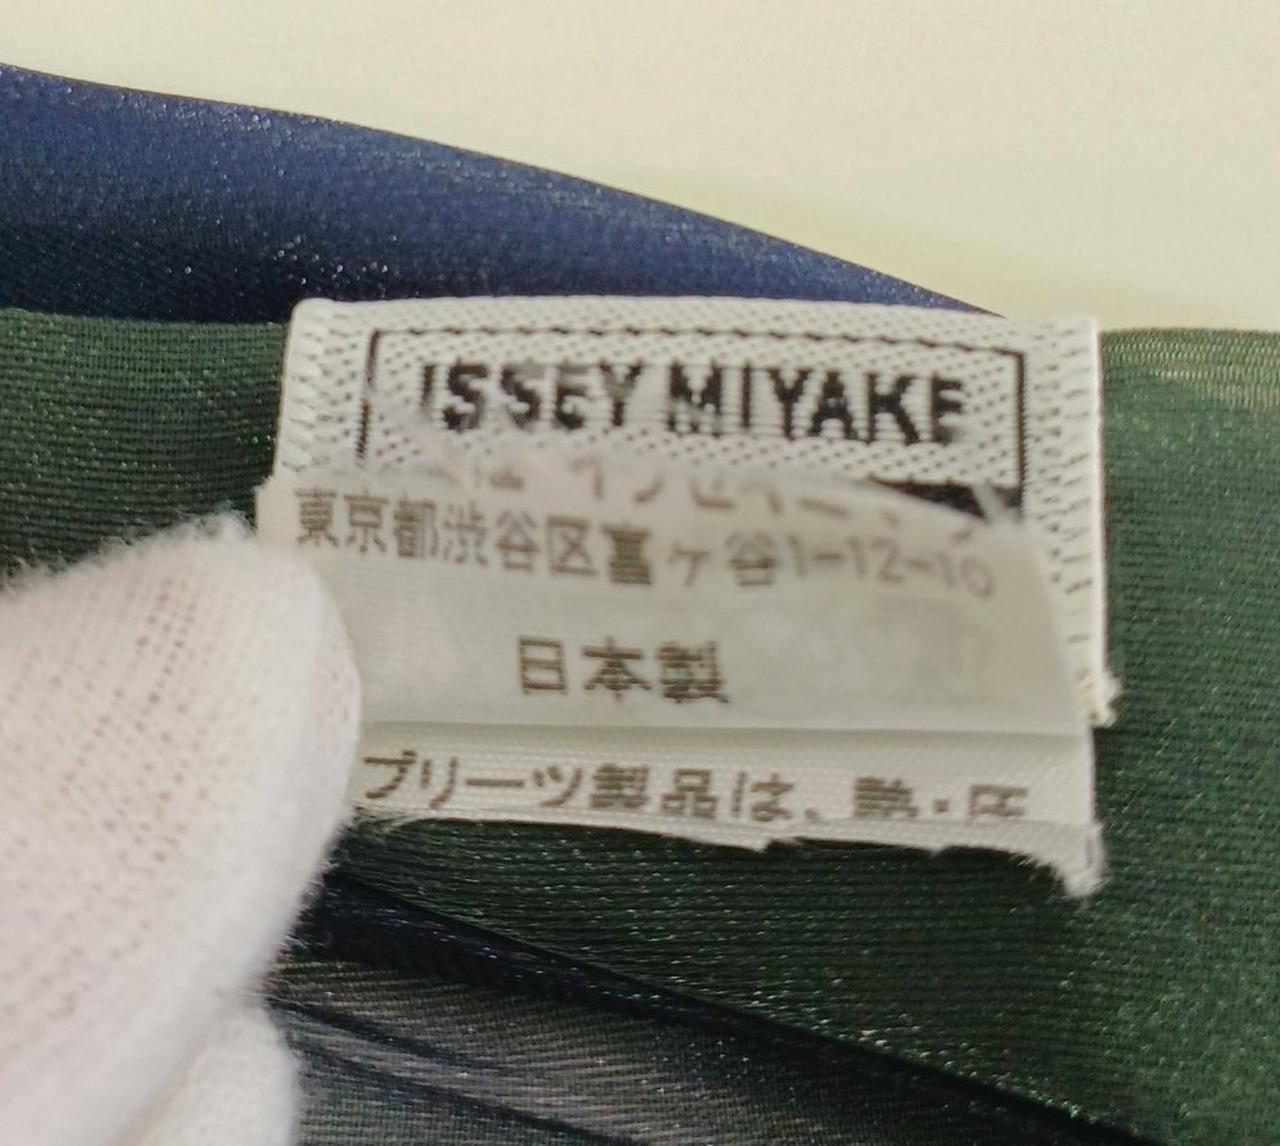 ISSEY MIYAKE
東京都渋谷区富ヶ谷1-12-10
日本製
プリーツ製品は、熱・圧